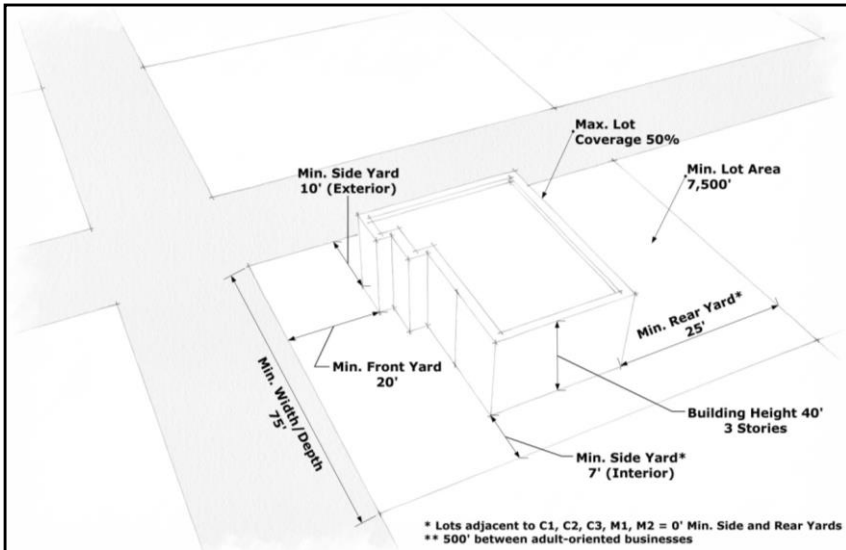 Max. Lot
Coverage 50%
Min. Side Yard
10' (Exterior)
Min. Lot Area
7,500'
Min. Rear Yard*
25'
Min. Front Yard
20'
Min. Width/Depth
75'
Building Height 40'
3 Stories
Min. Side Yard*
7' (Interior)
* Lots adjacent to C1, C2, C3, M1, M2 = 0' Min. Side and Rear Yards
** 500' between adult-oriented businesses